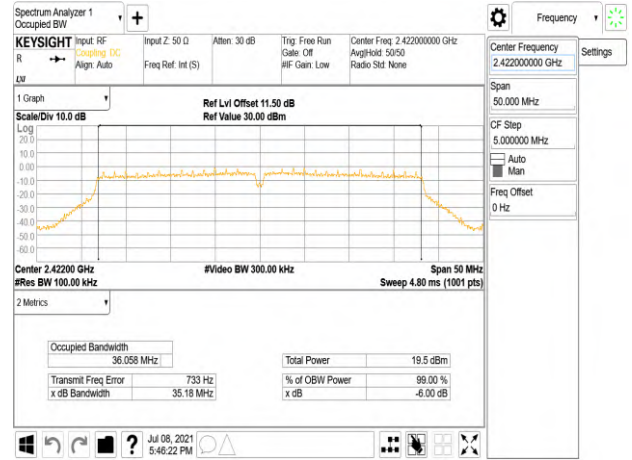 Spectrum Analyzer 1
Occupied BW
KEYSIGHT
R
LXI
Input: RF
Coupling: DC
Align: Auto
Input Z: 50 Ω
Freq Ref: Int (S)
Atten: 30 dB
Trig: Free Run
Gate: Off
#IF Gain: Low
Center Freq: 2.422000000 GHz
Avg|Hold: 50/50
Radio Std: None
1 Graph
Scale/Div 10.0 dB
Ref Lvl Offset 11.50 dB
Ref Value 30.00 dBm
Log
20.0
10.0
0.00
-10.0
-20.0
-30.0
-40.0
-50.0
-60.0
Center 2.42200 GHz
#Res BW 100.00 kHz
#Video BW 300.00 kHz
Span 50 MHz
Sweep 4.80 ms (1001 pts)
2 Metrics
Occupied Bandwidth
36.058 MHz
Total Power 19.5 dBm
Transmit Freq Error 733 Hz
% of OBW Power 99.00 %
x dB Bandwidth 35.18 MHz
x dB -6.00 dB
?
Jul 08, 2021
5:46:22 PM
Frequency
Settings
Center Frequency
2.422000000 GHz
Span
50.000 MHz
CF Step
5.000000 MHz
Auto
Man
Freq Offset
0 Hz